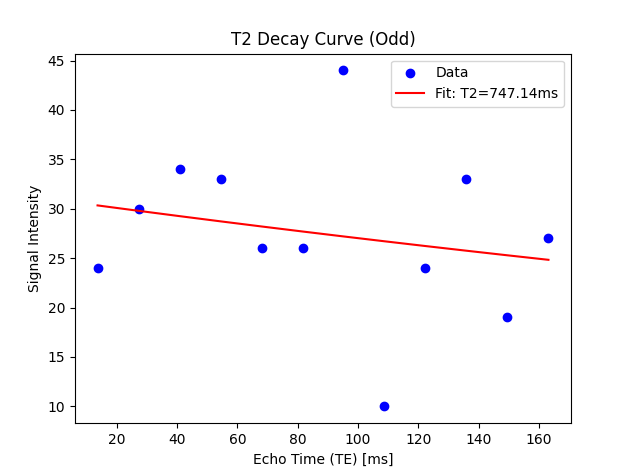 T2 Decay Curve (Odd)
Data
Fit: T2=747.14ms
45
40
35
30
25
20
15
10
Signal Intensity
20 40 60 80 100 120 140 160
Echo Time (TE) [ms]